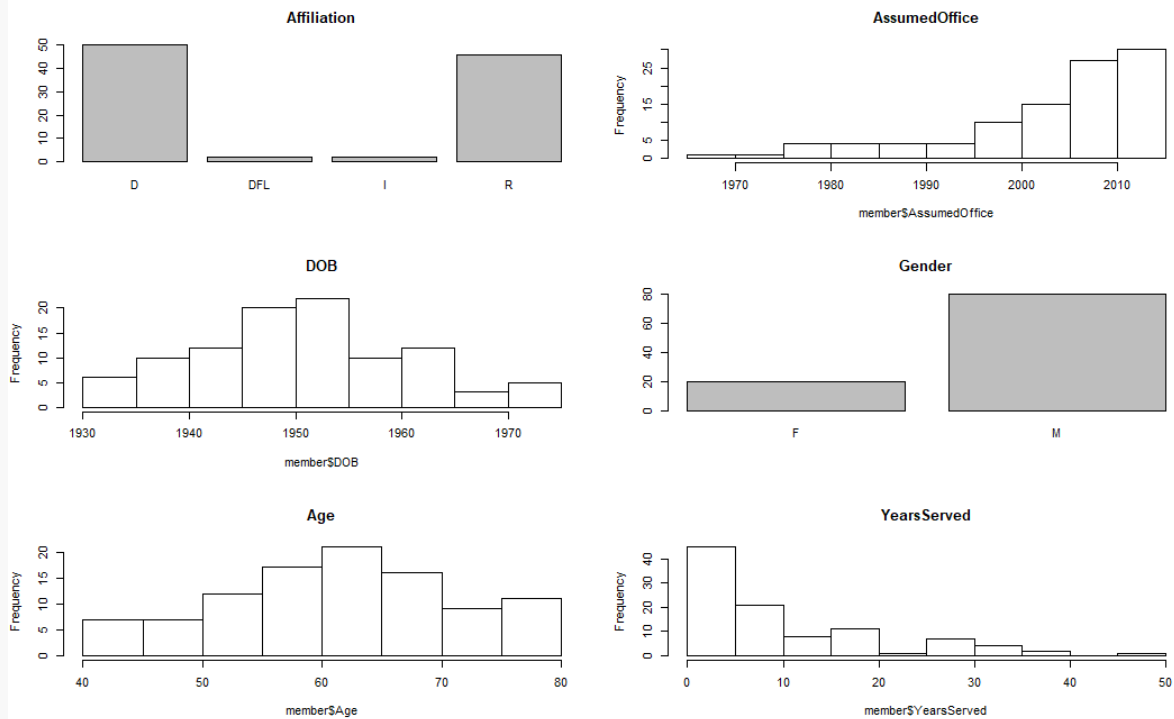 Affiliation
50
40
30
20
10
0
D DFL I R
AssumedOffice
Frequency
25
15
5
0
1970 1980 1990 2000 2010
member$AssumedOffice
DOB
Frequency
20
15
10
5
0
1930 1940 1950 1960 1970
member$DOB
Gender
80
60
40
20
0
F M
Age
Frequency
20
15
10
5
0
40 50 60 70 80
member$Age
YearsServed
Frequency
40
30
20
10
0
0 10 20 30 40 50
member$YearsServed